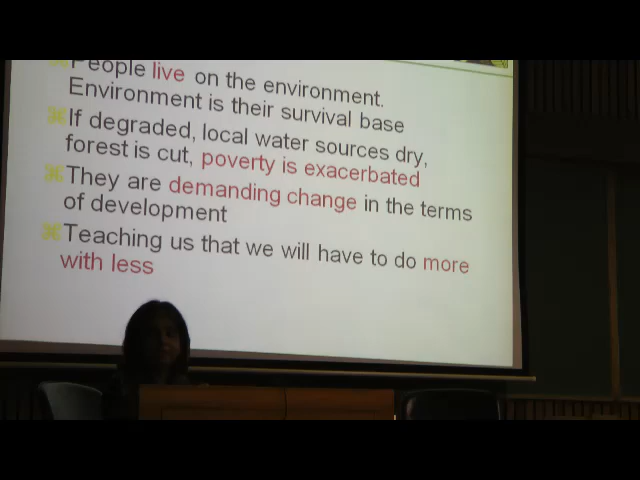 People live on the environment.
Environment is their survival base
If degraded, local water sources dry,
forest is cut, poverty is exacerbated
They are demanding change in the terms
of development
Teaching us that we will have to do more
with less